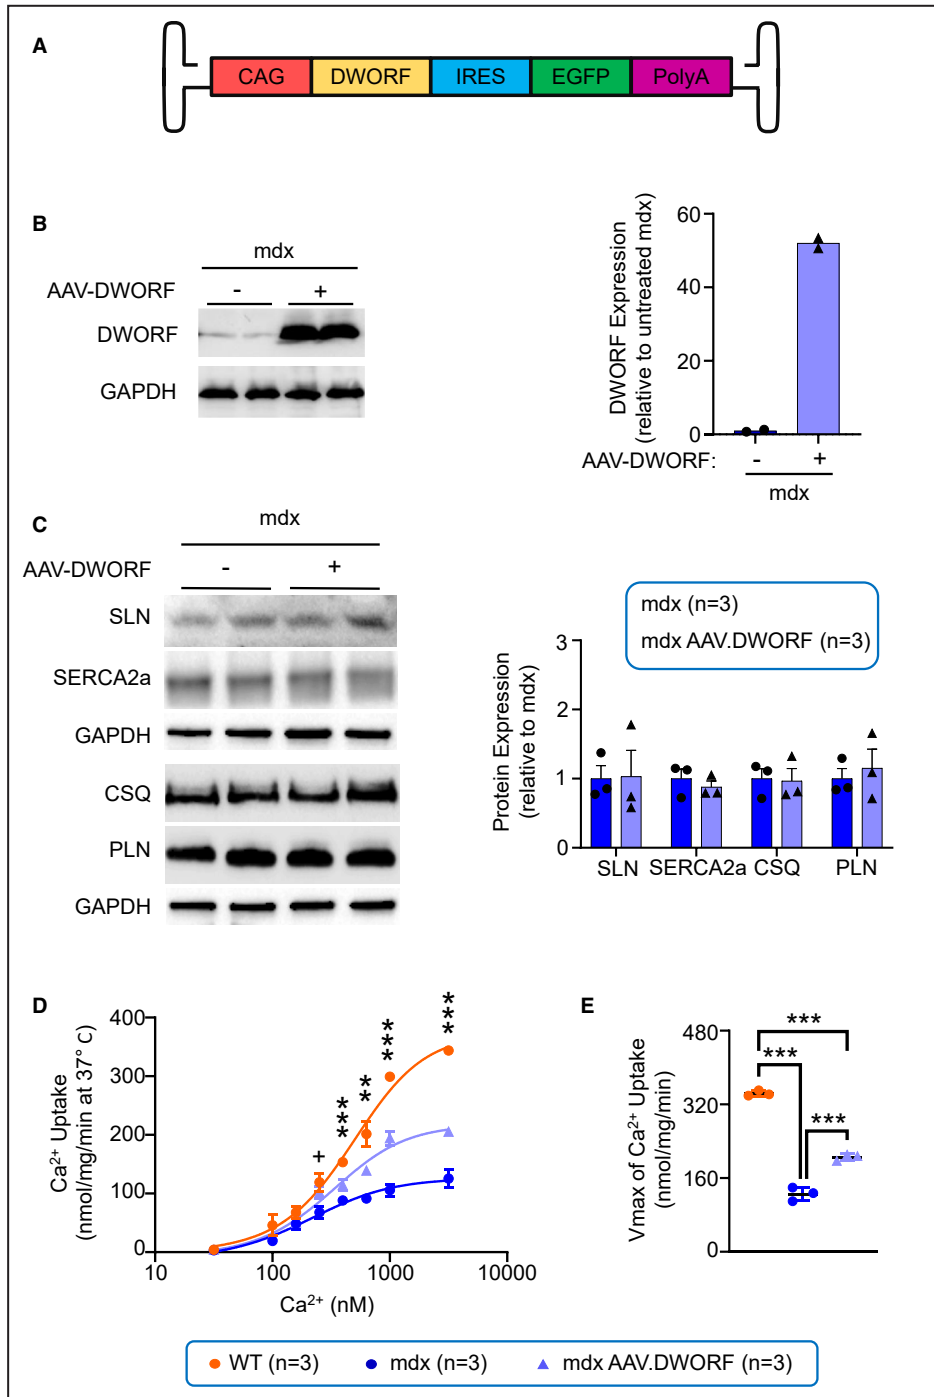 A
CAG DWORF IRES EGFP PolyA
B
mdx
AAV-DWORF - +
DWORF
GAPDH
DWORF Expression
(relative to untreated mdx)
60
40
20
0
AAV-DWORF: - +
mdx
C
mdx
AAV-DWORF - +
SLN
SERCA2a
GAPDH
CSQ
PLN
GAPDH
mdx (n=3)
mdx AAV.DWORF (n=3)
Protein Expression
(relative to mdx)
3
2
1
0
SLN SERCA2a CSQ PLN
D
Ca²⁺ Uptake
(nmol/mg/min at 37° C)
400
300
200
100
0
+
***
**
***
***
10 100 1000 10000
Ca²⁺ (nM)
E
Vmax of Ca²⁺ Uptake
(nmol/mg/min)
480
320
160
0
***
***
***
WT (n=3) mdx (n=3) mdx AAV.DWORF (n=3)